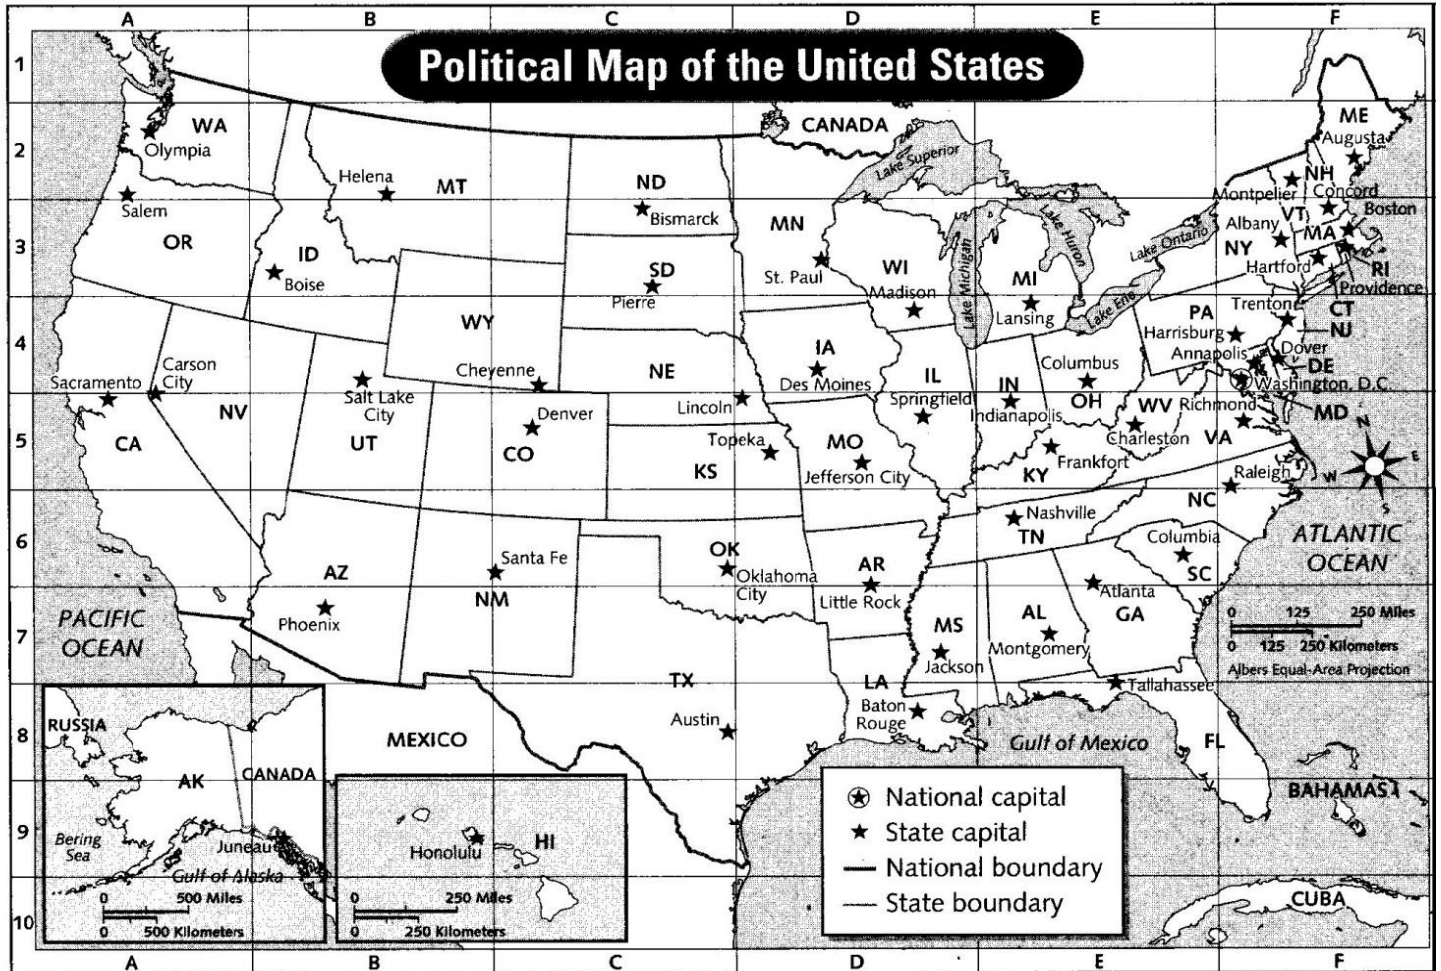 A B C D E F
Political Map of the United States
1
2
3
4
5
6
7
8
9
10
CANADA
WA
Olympia
Salem
OR
Helena
MT
ID
Boise
ND
Bismarck
SD
Pierre
MN
St. Paul
WI
Madison
Lake Superior
Lake Michigan
Lake Huron
Lake Ontario
Lake Erie
MI
Lansing
ME
Augusta
NH
Montpelier
Concord
VT
Boston
Albany
MA
NY
Hartford
RI
Providence
Trenton
CT
NJ
PA
Harrisburg
Annapolis
Dover
DE
Washington, D.C.
MD
WY
Cheyenne
NE
Lincoln
IA
Des Moines
IL
Springfield
IN
Indianapolis
Columbus
OH
WV
Charleston
Richmond
VA
Sacramento
Carson
City
NV
CA
Salt Lake
City
UT
Denver
CO
Topeka
KS
MO
Jefferson City
Frankfort
KY
Raleigh
NC
N
E
W
S
Nashville
TN
Columbia
SC
ATLANTIC
OCEAN
AZ
Phoenix
Santa Fe
NM
OK
Oklahoma
City
AR
Little Rock
MS
Jackson
AL
Montgomery
Atlanta
GA
0 125 250 Miles
0 125 250 Kilometers
Albers Equal-Area Projection
PACIFIC
OCEAN
TX
Austin
LA
Baton
Rouge
Tallahassee
FL
Gulf of Mexico
MEXICO
BAHAMAS
CUBA
RUSSIA
AK
CANADA
Bering
Sea
Juneau
Gulf of Alaska
0 500 Miles
0 500 Kilometers
Honolulu
HI
0 250 Miles
0 250 Kilometers
National capital
State capital
National boundary
State boundary
A B C D E F